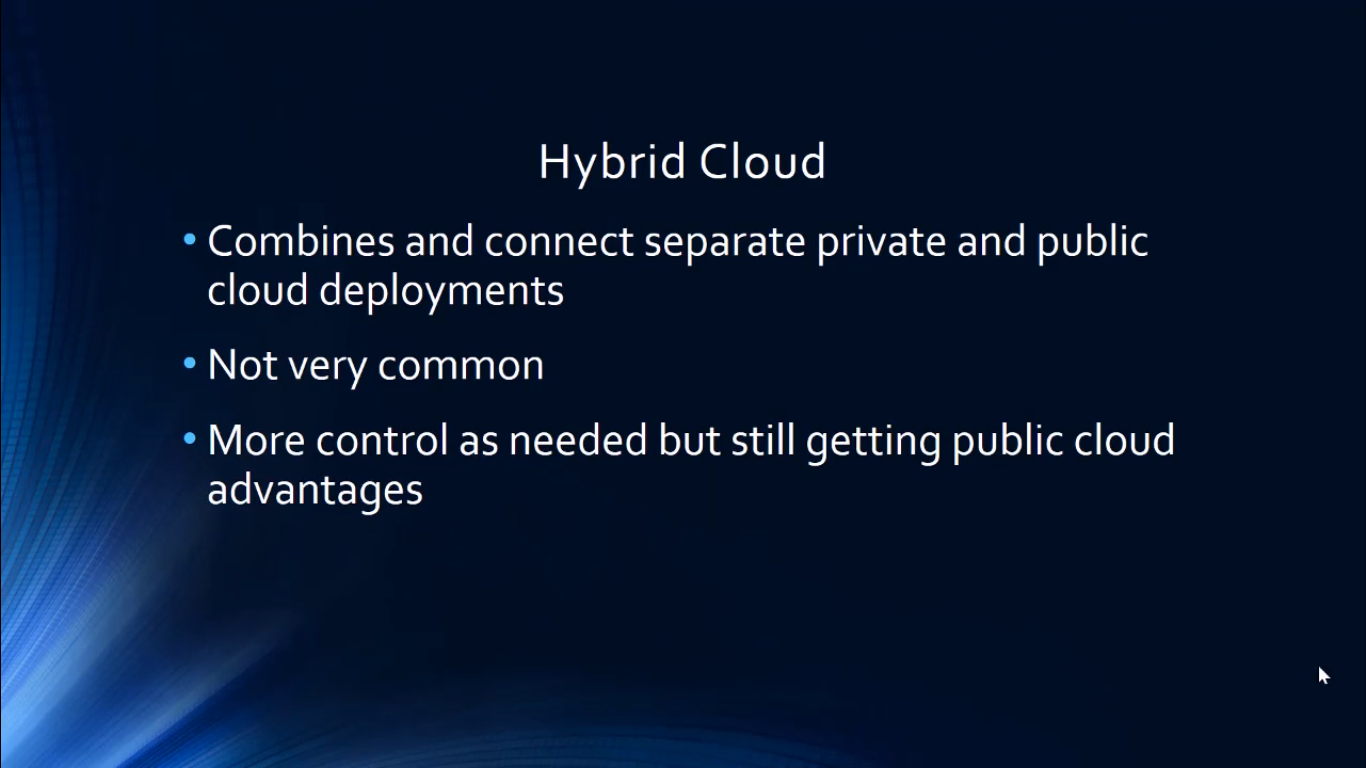 Hybrid Cloud
• Combines and connect separate private and public
cloud deployments
• Not very common
• More control as needed but still getting public cloud
advantages